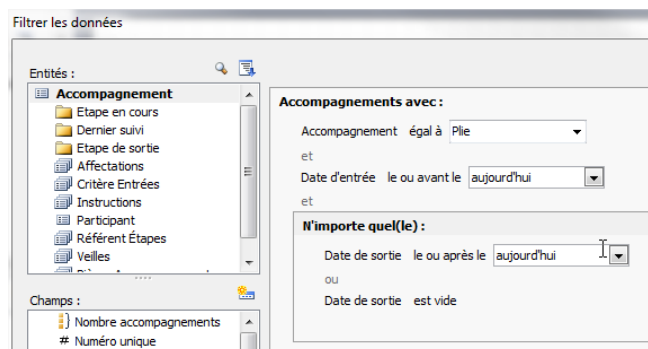 Filtrer les données
Entités :
Accompagnement
Etape en cours
Dernier suivi
Etape de sortie
Affectations
Critère Entrées
Instructions
Participant
Référent Étapes
Veilles
Champs :
Nombre accompagnements
# Numéro unique
Accompagnements avec :
Accompagnement égal à Plie
et
Date d'entrée le ou avant le aujourd'hui
et
N'importe quel(le) :
Date de sortie le ou après le aujourd'hui
ou
Date de sortie est vide